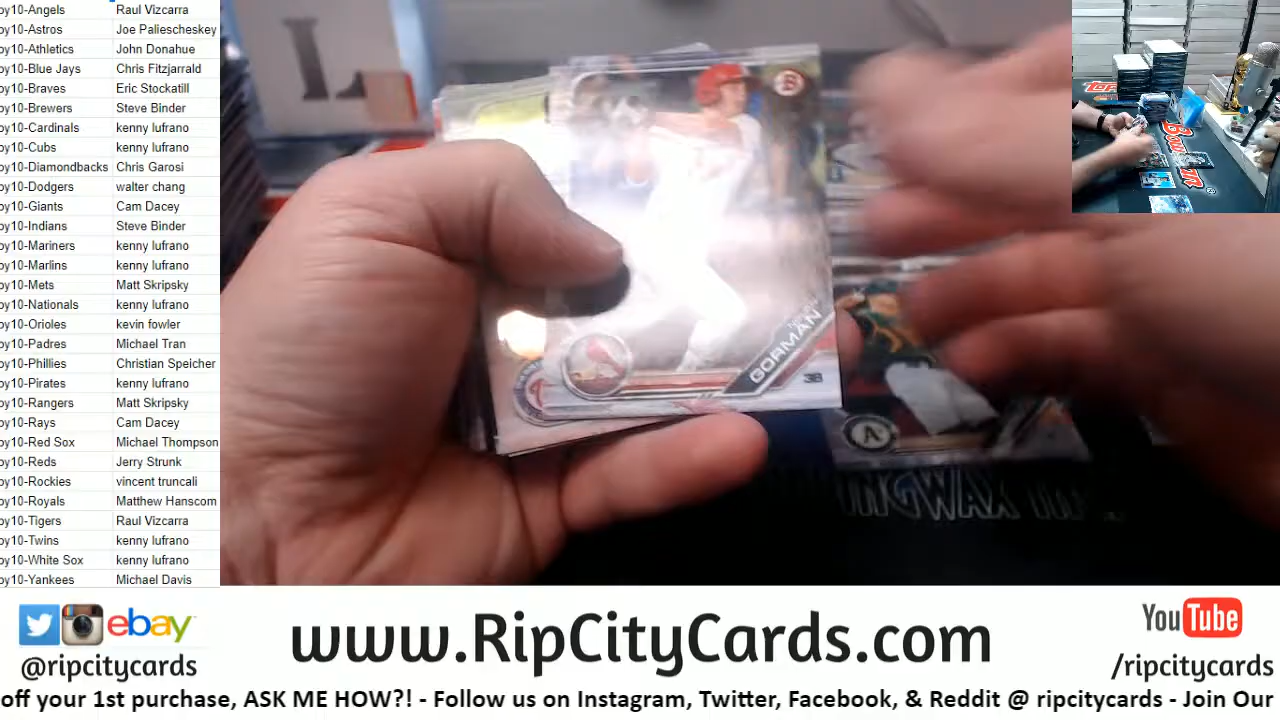 oy10-Angels Raul Vizcarra
oy10-Astros Joe Paliescheskey
oy10-Athletics John Donahue
oy10-Blue Jays Chris Fitzjarrald
oy10-Braves Eric Stockatill
oy10-Brewers Steve Binder
oy10-Cardinals kenny lufrano
oy10-Cubs kenny lufrano
oy10-Diamondbacks Chris Garosi
oy10-Dodgers walter chang
oy10-Giants Cam Dacey
oy10-Indians Steve Binder
oy10-Mariners kenny lufrano
oy10-Marlins kenny lufrano
oy10-Mets Matt Skripsky
oy10-Nationals kenny lufrano
oy10-Orioles kevin fowler
oy10-Padres Michael Tran
oy10-Phillies Christian Speicher
oy10-Pirates kenny lufrano
oy10-Rangers Matt Skripsky
oy10-Rays Cam Dacey
oy10-Red Sox Michael Thompson
oy10-Reds Jerry Strunk
oy10-Rockies vincent truncali
oy10-Royals Matthew Hanscom
oy10-Tigers Raul Vizcarra
oy10-Twins kenny lufrano
oy10-White Sox kenny lufrano
oy10-Yankees Michael Davis
B
GORMAN
3B
A
INGWAX
TOPPS
ebay
@ripcitycards
www.RipCityCards.com
YouTube
/ripcitycards
off your 1st purchase, ASK ME HOW?! - Follow us on Instagram, Twitter, Facebook, & Reddit @ ripcitycards - Join Our